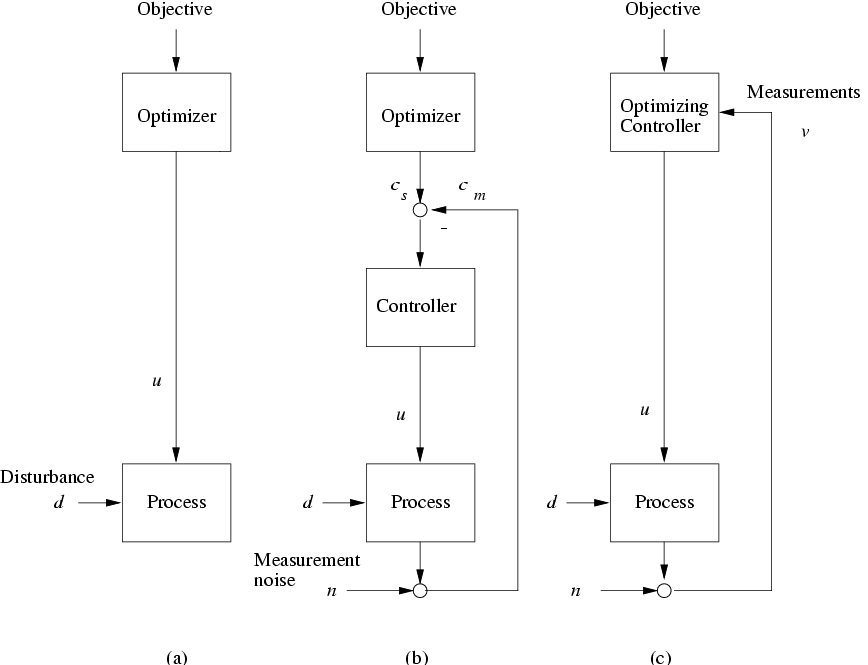 Objective
Objective
Objective
Optimizer
Optimizer
Optimizing
Controller
Measurements
v
c s
c m
-
Controller
u
u
u
Disturbance
d
Process
d
Process
d
Process
Measurement
noise
n
n
(a)
(b)
(c)